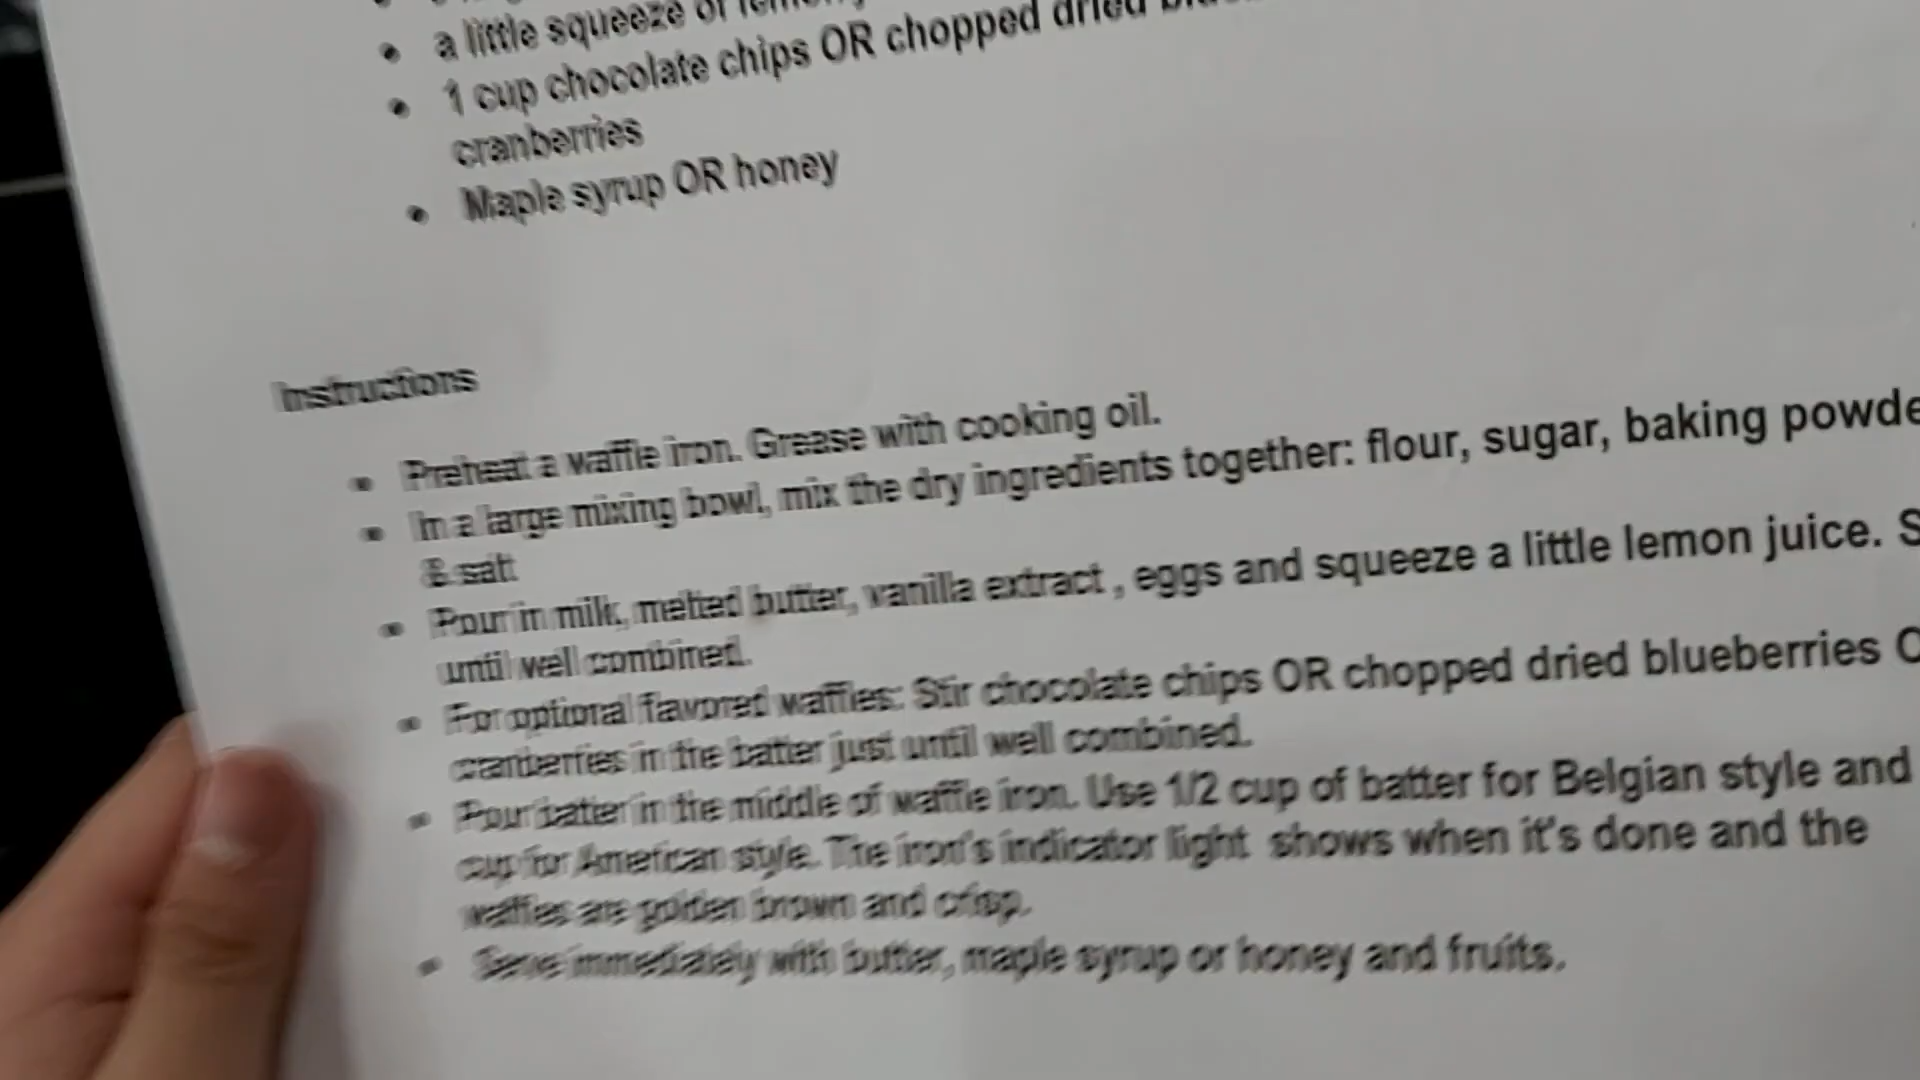 a little squeeze of
1 cup chocolate chips OR chopped dried
cranberries
Maple syrup OR honey
Instructions
Preheat a waffle iron. Grease with cooking oil.
In a large mixing bowl, mix the dry ingredients together: flour, sugar, baking powde
& salt
Pour in milk, melted butter, vanilla extract , eggs and squeeze a little lemon juice. S
until well combined.
For optional flavored waffles: Stir chocolate chips OR chopped dried blueberries O
cranberries in the batter just until well combined.
Pour batter in the middle of waffle iron. Use 1/2 cup of batter for Belgian style and
cup for American style. The iron's indicator light shows when it's done and the
waffles are golden brown and crisp.
Serve immediately with butter, maple syrup or honey and fruits.